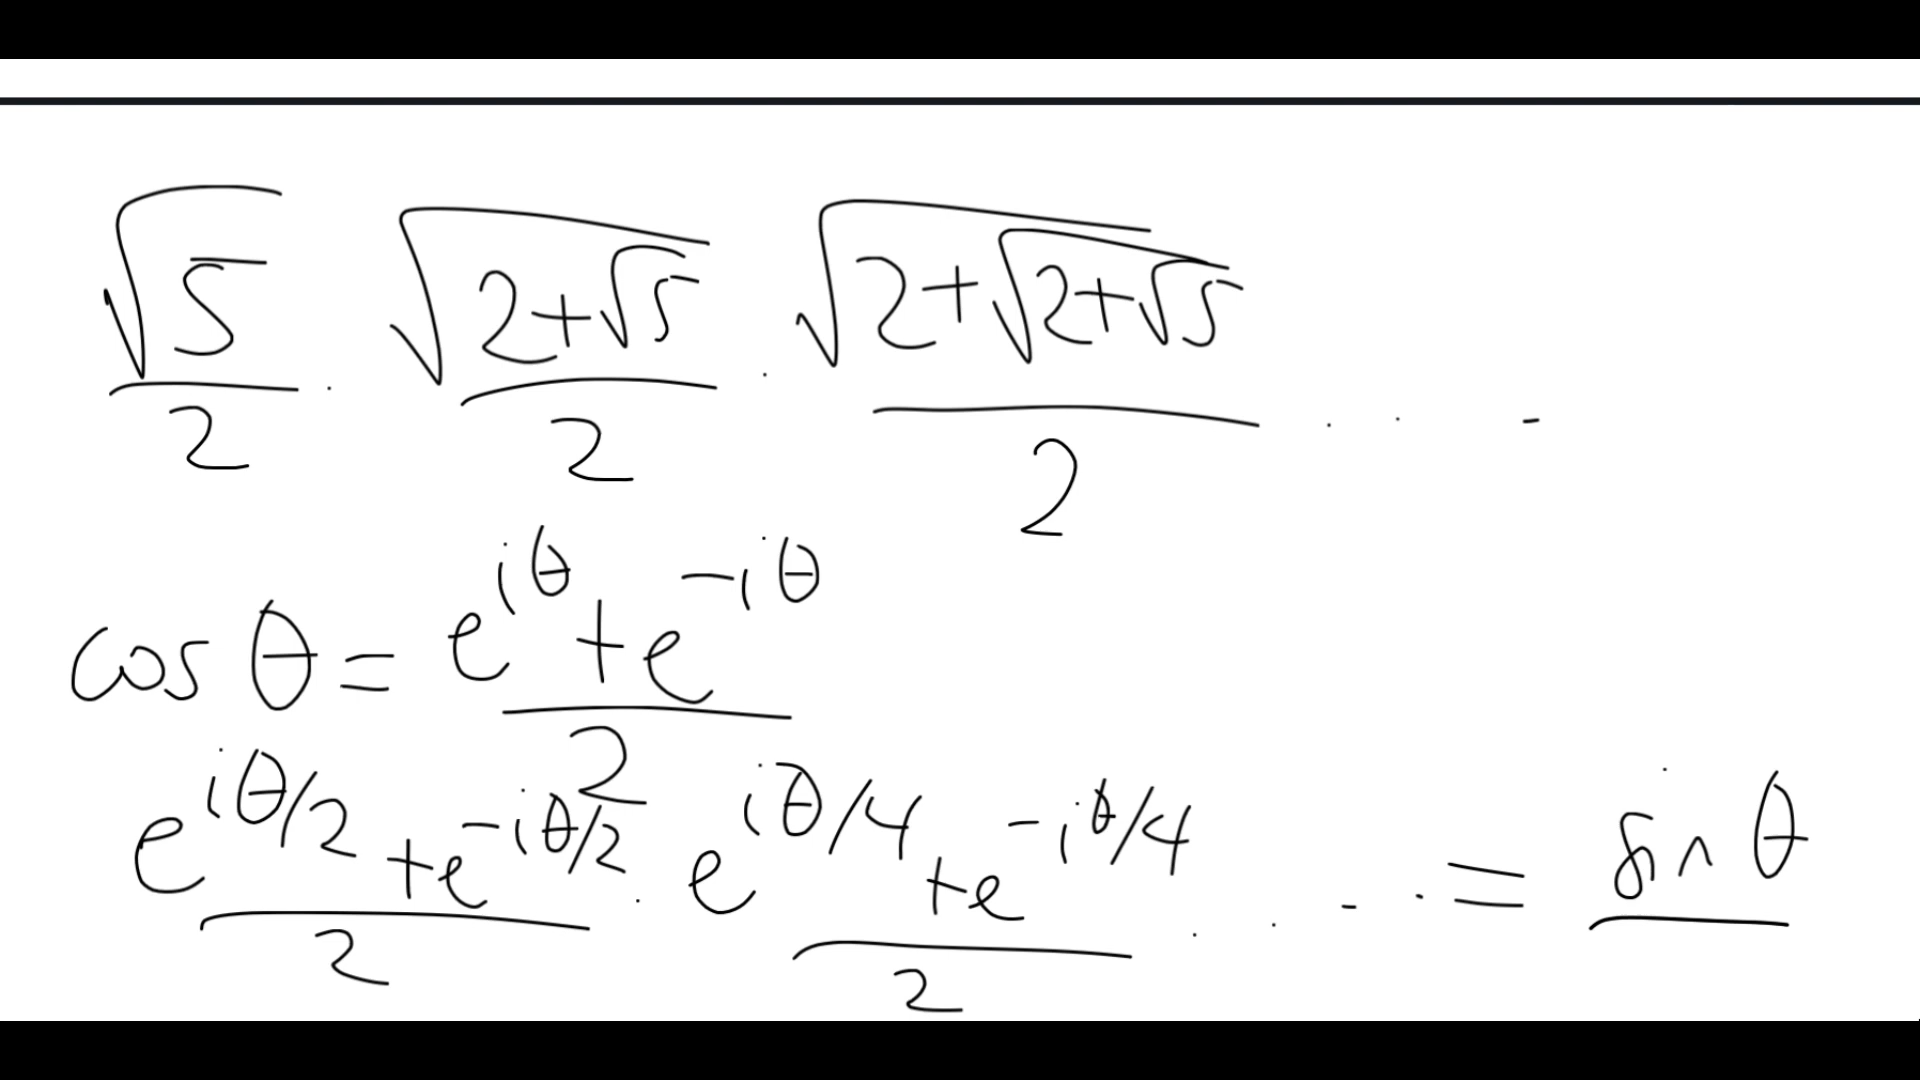 √5/2 · √(2+√5)/2 · √(2+√(2+√5))/2 · · -
cos θ = (e^{iθ}+e^{-iθ})/2
(e^{iθ/2}+e^{-iθ/2})/2 · (e^{iθ/4}+e^{-iθ/4})/2 · · - · = sin θ/